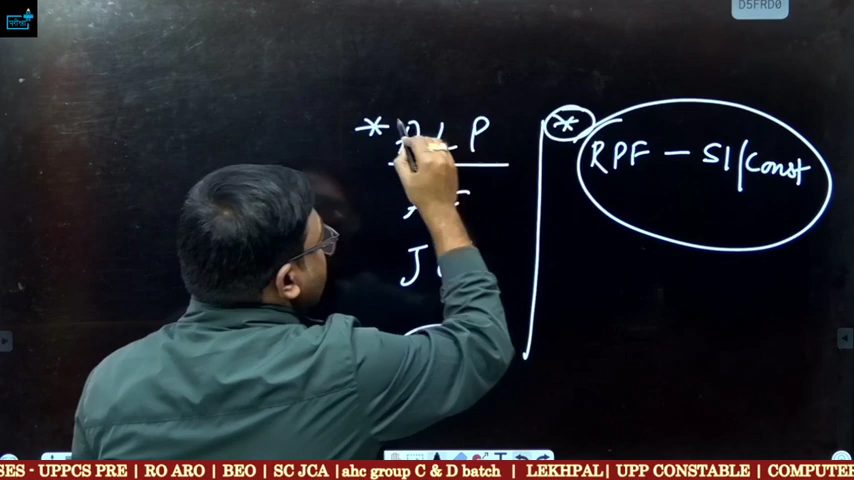 परीक्षा
D5FRD0
* A L P
J
* RPF - SI/Const
SES - UPPCS PRE | RO ARO | BEO | SC JCA | ahc group C & D batch | LEKHPAL | UPP CONSTABLE | COMPUTER